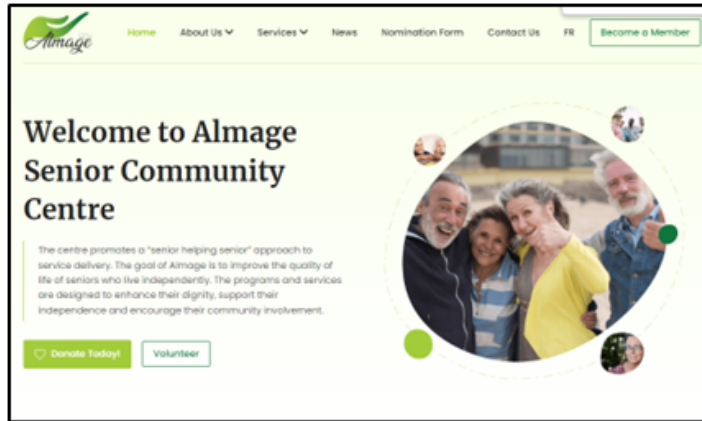 Almage
Home About Us Services News Nomination Form Contact Us FR Become a Member
Welcome to Almage
Senior Community
Centre
The centre promotes a "senior helping senior" approach to
service delivery. The goal of Almage is to improve the quality of
life of seniors who live independently. The programs and services
are designed to enhance their dignity, support their
independence and encourage their community involvement.
Donate Today! Volunteer